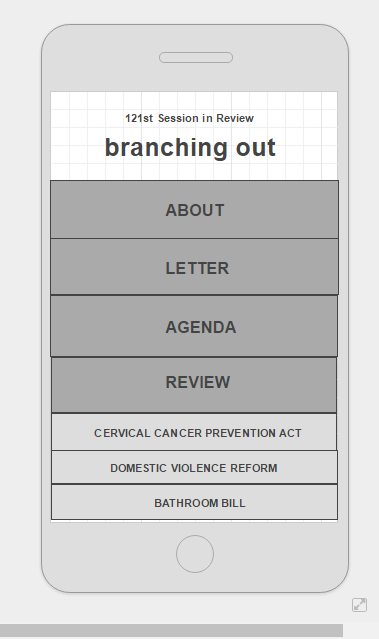 121st Session in Review
branching out
ABOUT
LETTER
AGENDA
REVIEW
CERVICAL CANCER PREVENTION ACT
DOMESTIC VIOLENCE REFORM
BATHROOM BILL